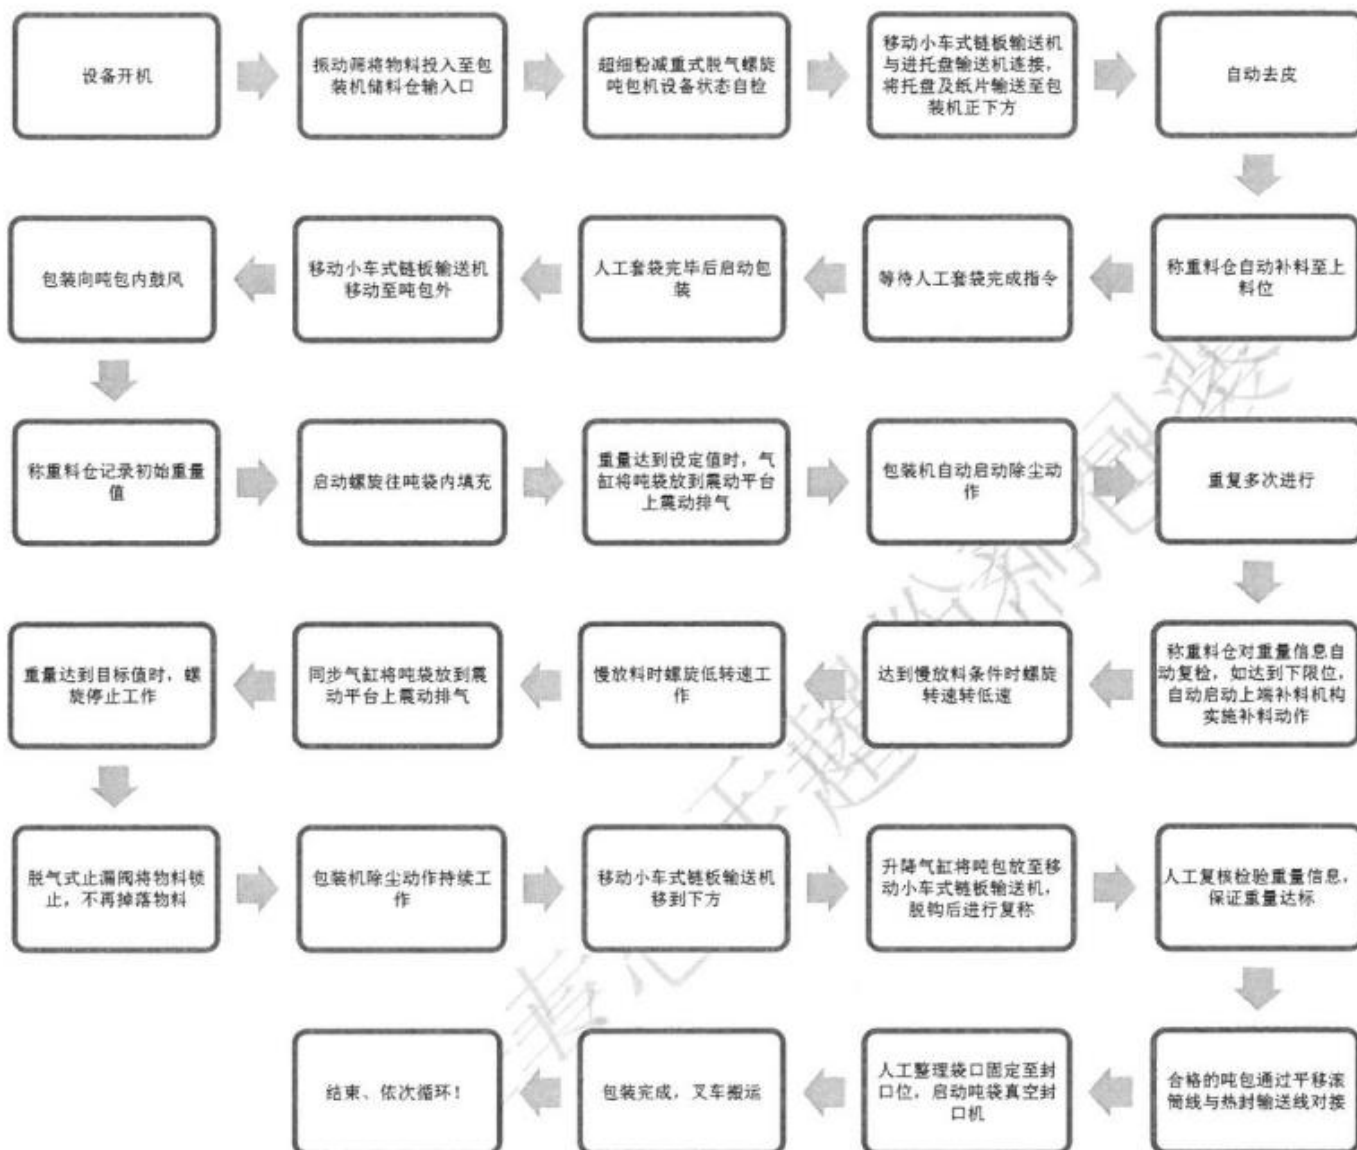 设备开机
振动筛将物料投入至包
装机储料仓输入口
超细粉减重式脱气螺旋
吨包机设备状态自检
移动小车式链板输送机
与进托盘输送机连接,
将托盘及纸片输送至包
装机正下方
自动去皮
称重料仓自动补料至上
料位
等待人工套袋完成指令
人工套袋完毕后启动包
装
移动小车式链板输送机
移动至吨包外
包装向吨包内鼓风
称重料仓记录初始重量
值
启动螺旋往吨袋内填充
重量达到设定值时,气
缸将吨袋放到震动平台
上震动排气
包装机自动启动除尘动
作
重复多次进行
称重料仓对重量信息自
动复检,如达到下限位,
自动启动上端补料机构
实施补料动作
达到慢放料条件时螺旋
转速转低速
慢放料时螺旋低转速工
作
同步气缸将吨袋放到震
动平台上震动排气
重量达到目标值时,螺
旋停止工作
脱气式止漏阀将物料锁
止,不再掉落物料
包装机除尘动作持续工
作
移动小车式链板输送机
移到下方
升降气缸将吨包放至移
动小车式链板输送机,
脱钩后进行复称
人工复核检验重量信息,
保证重量达标
合格的吨包通过平移滚
筒线与热封输送线对接
人工整理袋口固定至封
口位,启动吨袋真空封
口机
包装完成,叉车搬运
结束、依次循环!